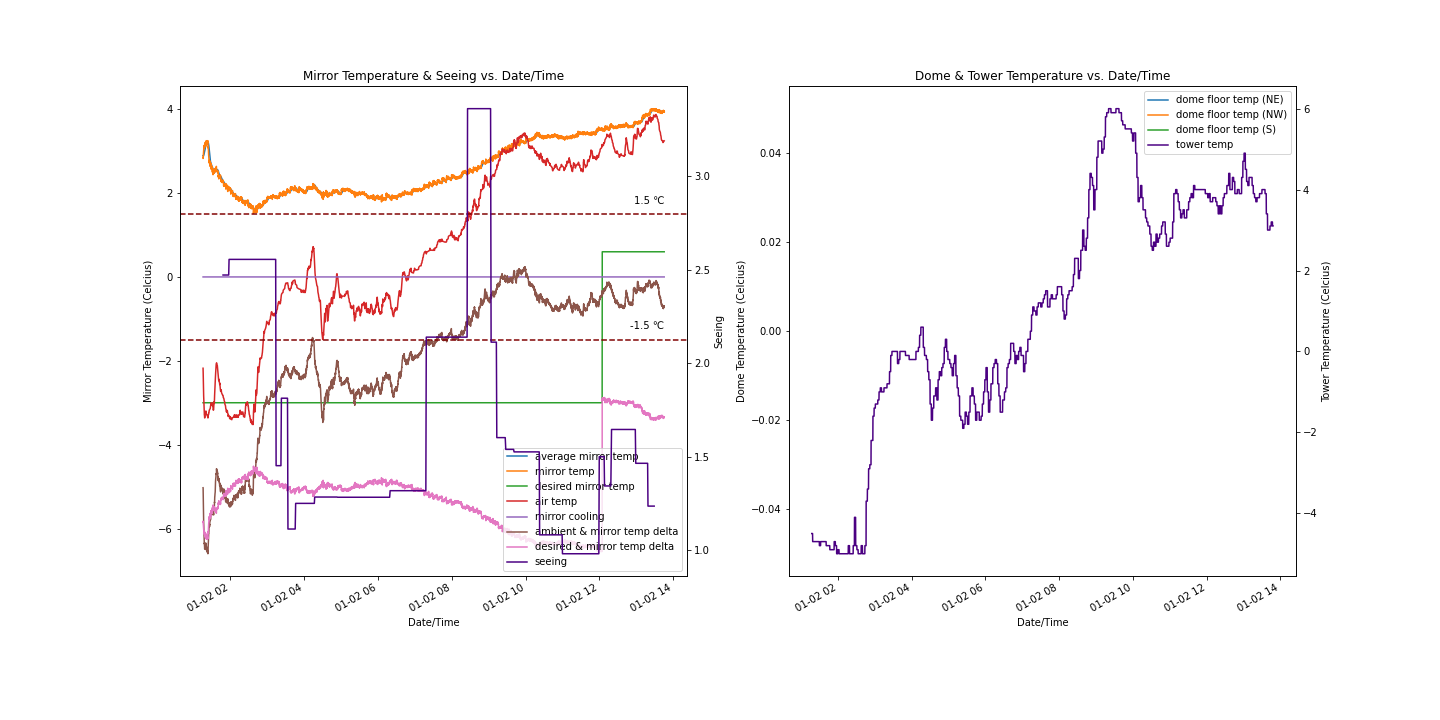 Mirror Temperature & Seeing vs. Date/Time
Mirror Temperature (Celcius)
4
2
0
−2
−4
−6
1.5 °C
-1.5 °C
3.0
2.5
2.0
1.5
1.0
Seeing
average mirror temp
mirror temp
desired mirror temp
air temp
mirror cooling
ambient & mirror temp delta
desired & mirror temp delta
seeing
01-02 02
01-02 04
01-02 06
01-02 08
01-02 10
01-02 12
01-02 14
Date/Time
Dome & Tower Temperature vs. Date/Time
Dome Temperature (Celcius)
0.04
0.02
0.00
−0.02
−0.04
dome floor temp (NE)
dome floor temp (NW)
dome floor temp (S)
tower temp
6
4
2
0
−2
−4
Tower Temperature (Celcius)
01-02 02
01-02 04
01-02 06
01-02 08
01-02 10
01-02 12
01-02 14
Date/Time